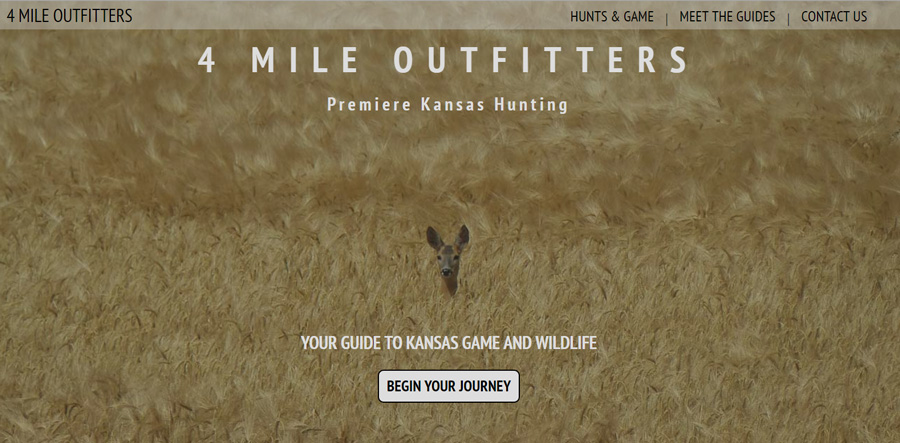 4 MILE OUTFITTERS
HUNTS & GAME | MEET THE GUIDES | CONTACT US
4 MILE OUTFITTERS
Premiere Kansas Hunting
YOUR GUIDE TO KANSAS GAME AND WILDLIFE
BEGIN YOUR JOURNEY